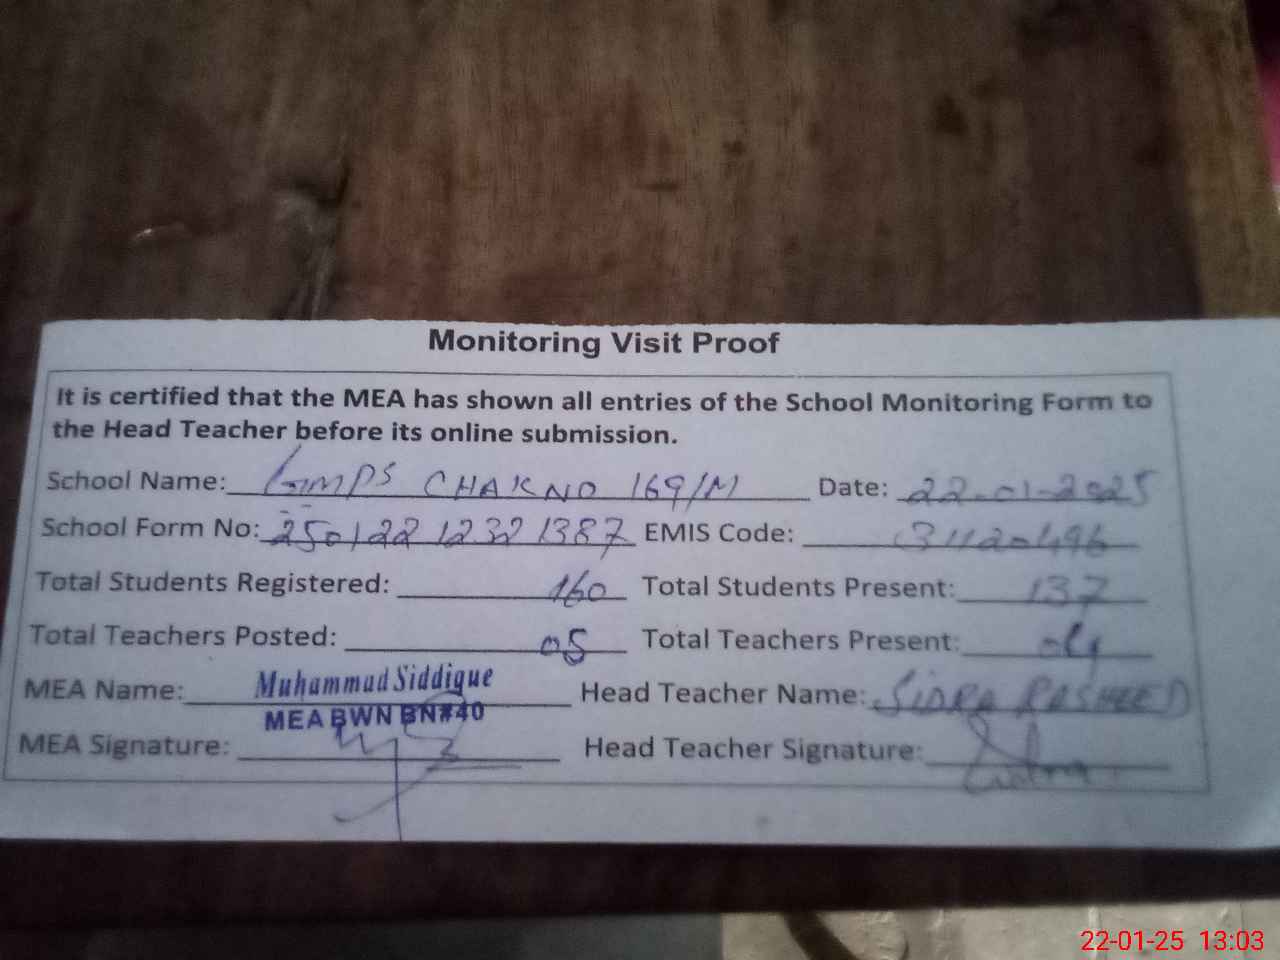 Monitoring Visit Proof
It is certified that the MEA has shown all entries of the School Monitoring Form to
the Head Teacher before its online submission.
School Name: GMPS CHAK NO 169/M Date: 22-01-2025
School Form No: 250122 1232 1387 EMIS Code: 31120496
Total Students Registered: 160 Total Students Present: 137
Total Teachers Posted: 05 Total Teachers Present: 04
MEA Name: Muhammad Siddique Head Teacher Name: SIDRA RASHEED
MEA BWN BN#40
MEA Signature: Head Teacher Signature:
22-01-25 13:03